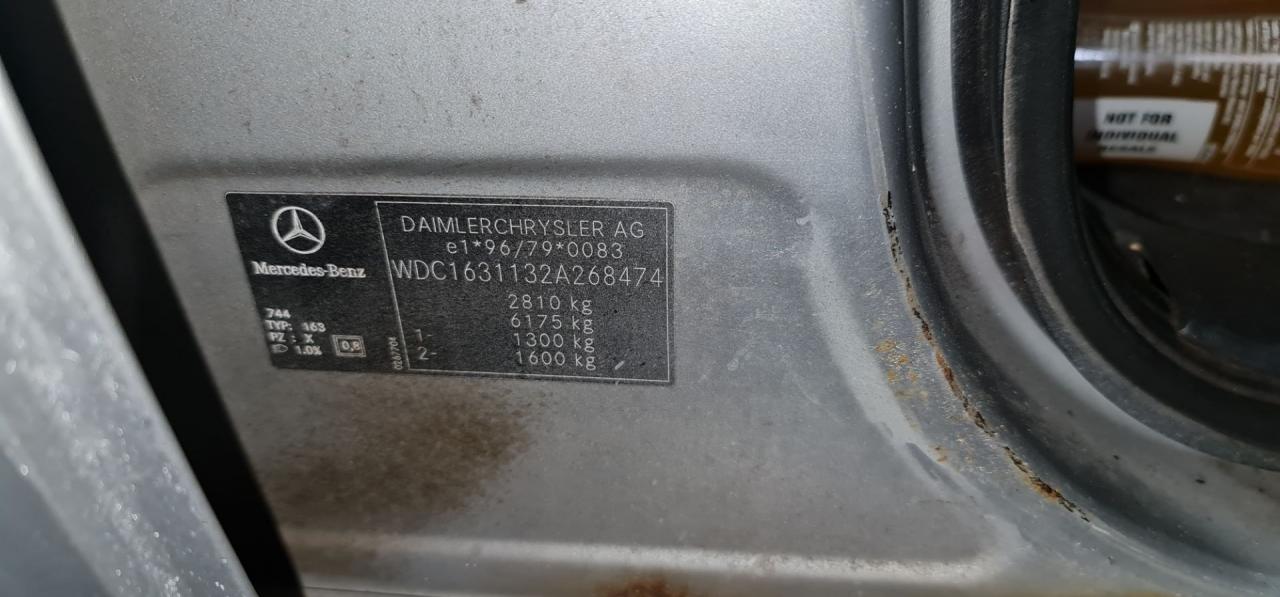 Mercedes-Benz
744
TYP: 163
PZ : X
1.0% 0,8
DAIMLERCHRYSLER AG
e1*96/79*0083
WDC1631132A268474
2810 kg
6175 kg
1- 1300 kg
2- 1600 kg
NOT FOR
INDIVIDUAL
RESALE